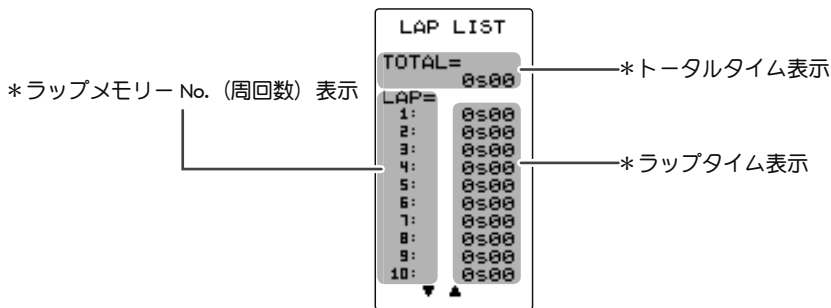 LAP LIST
TOTAL=
0s00
＊トータルタイム表示
＊ラップメモリー No.（周回数）表示
LAP=
1: 0s00
2: 0s00
3: 0s00
4: 0s00
＊ラップタイム表示
5: 0s00
6: 0s00
7: 0s00
8: 0s00
9: 0s00
10: 0s00
▼ ▲